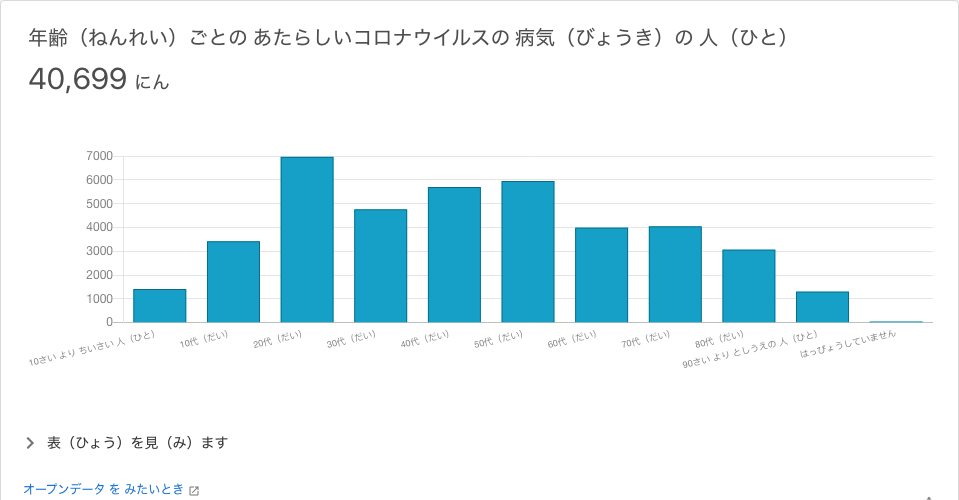 年齢（ねんれい）ごとの あたらしいコロナウイルスの 病気（びょうき）の 人（ひと）
40,699 にん
7000
6000
5000
4000
3000
2000
1000
0
10さい より ちいさい 人（ひと）
10代（だい）
20代（だい）
30代（だい）
40代（だい）
50代（だい）
60代（だい）
70代（だい）
80代（だい）
90さい より としうえの 人（ひと）
はっぴょうしていません
表（ひょう）を見（み）ます
オープンデータ を みたいとき